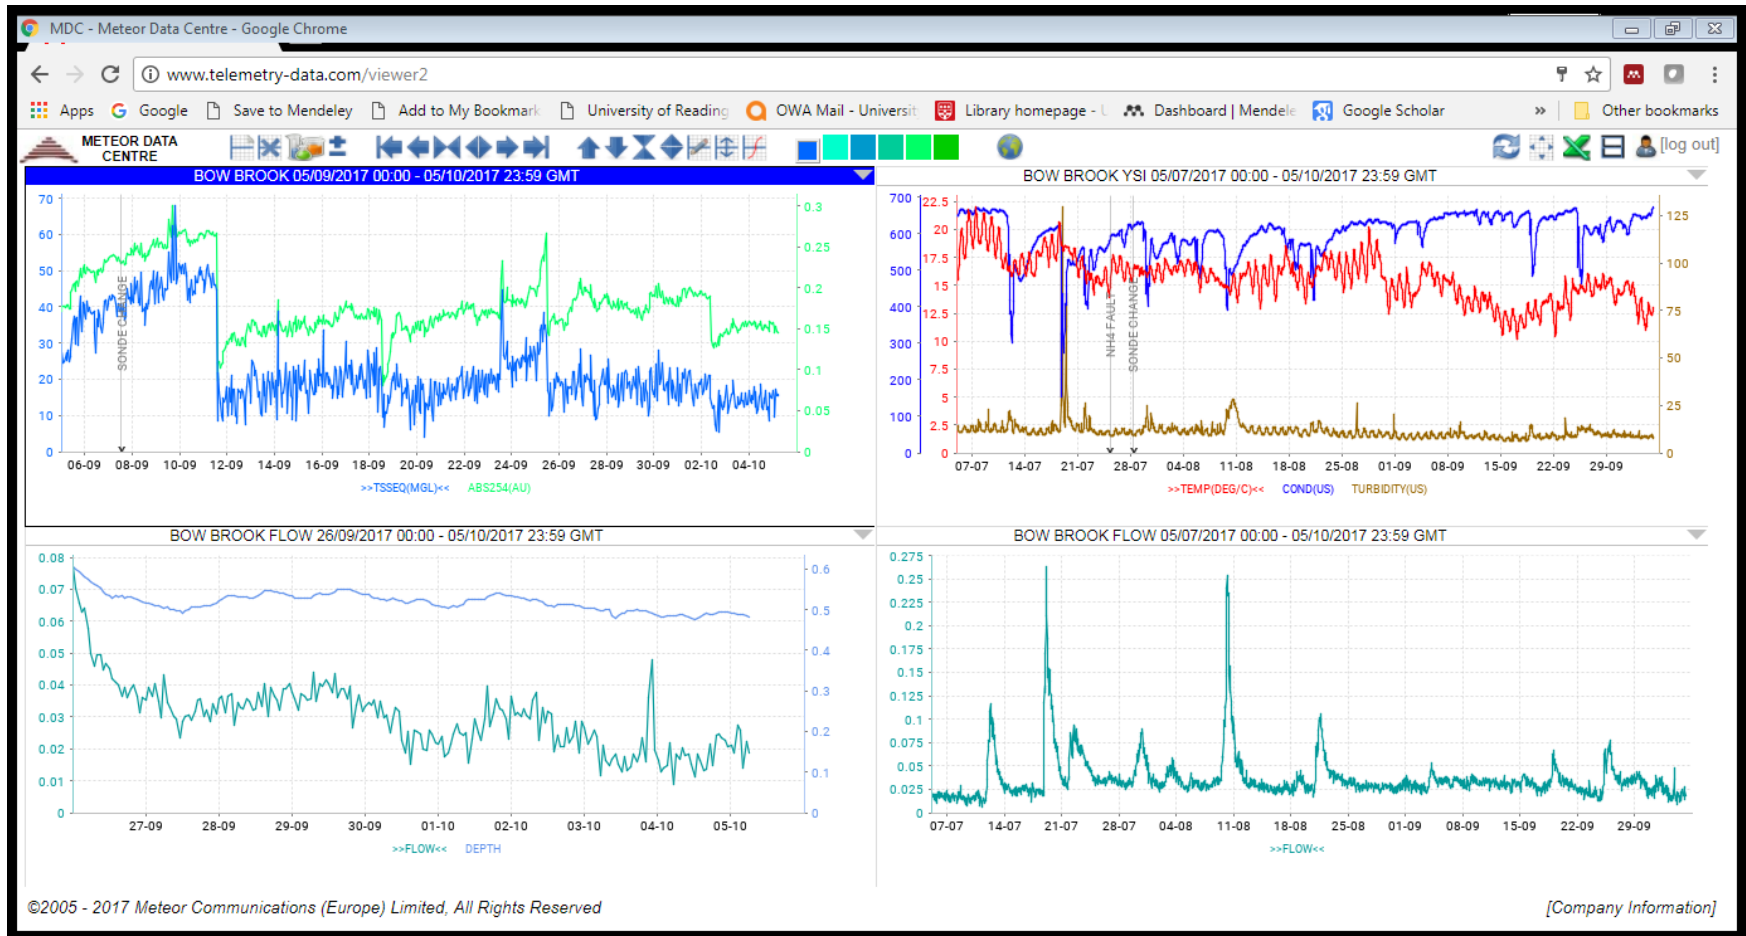 MDC - Meteor Data Centre - Google Chrome
www.telemetry-data.com/viewer2
Apps Google Save to Mendeley Add to My Bookmark University of Reading OWA Mail - Universit Library homepage - Dashboard | Mendele Google Scholar » Other bookmarks
METEOR DATA
CENTRE
[log out]
BOW BROOK 05/09/2017 00:00 - 05/10/2017 23:59 GMT
70
60
50
40
30
20
10
0
0.3
0.25
0.2
0.15
0.1
0.05
0
SONDE CHANGE
06-09 08-09 10-09 12-09 14-09 16-09 18-09 20-09 22-09 24-09 26-09 28-09 30-09 02-10 04-10
>>TSSEQ(MGL)<< ABS254(AU)
BOW BROOK YSI 05/07/2017 00:00 - 05/10/2017 23:59 GMT
700
600
500
400
300
200
100
0
22.5
20
17.5
15
12.5
10
7.5
5
2.5
0
125
100
75
50
25
0
NH4 FAULT
SONDE CHANGE
07-07 14-07 21-07 28-07 04-08 11-08 18-08 25-08 01-09 08-09 15-09 22-09 29-09
>>TEMP(DEG/C)<< COND(US) TURBIDITY(US)
BOW BROOK FLOW 26/09/2017 00:00 - 05/10/2017 23:59 GMT
0.08
0.07
0.06
0.05
0.04
0.03
0.02
0.01
0
0.6
0.5
0.4
0.3
0.2
0.1
0
27-09 28-09 29-09 30-09 01-10 02-10 03-10 04-10 05-10
>>FLOW<< DEPTH
BOW BROOK FLOW 05/07/2017 00:00 - 05/10/2017 23:59 GMT
0.275
0.25
0.225
0.2
0.175
0.15
0.125
0.1
0.075
0.05
0.025
0
07-07 14-07 21-07 28-07 04-08 11-08 18-08 25-08 01-09 08-09 15-09 22-09 29-09
>>FLOW<<
©2005 - 2017 Meteor Communications (Europe) Limited, All Rights Reserved
[Company Information]